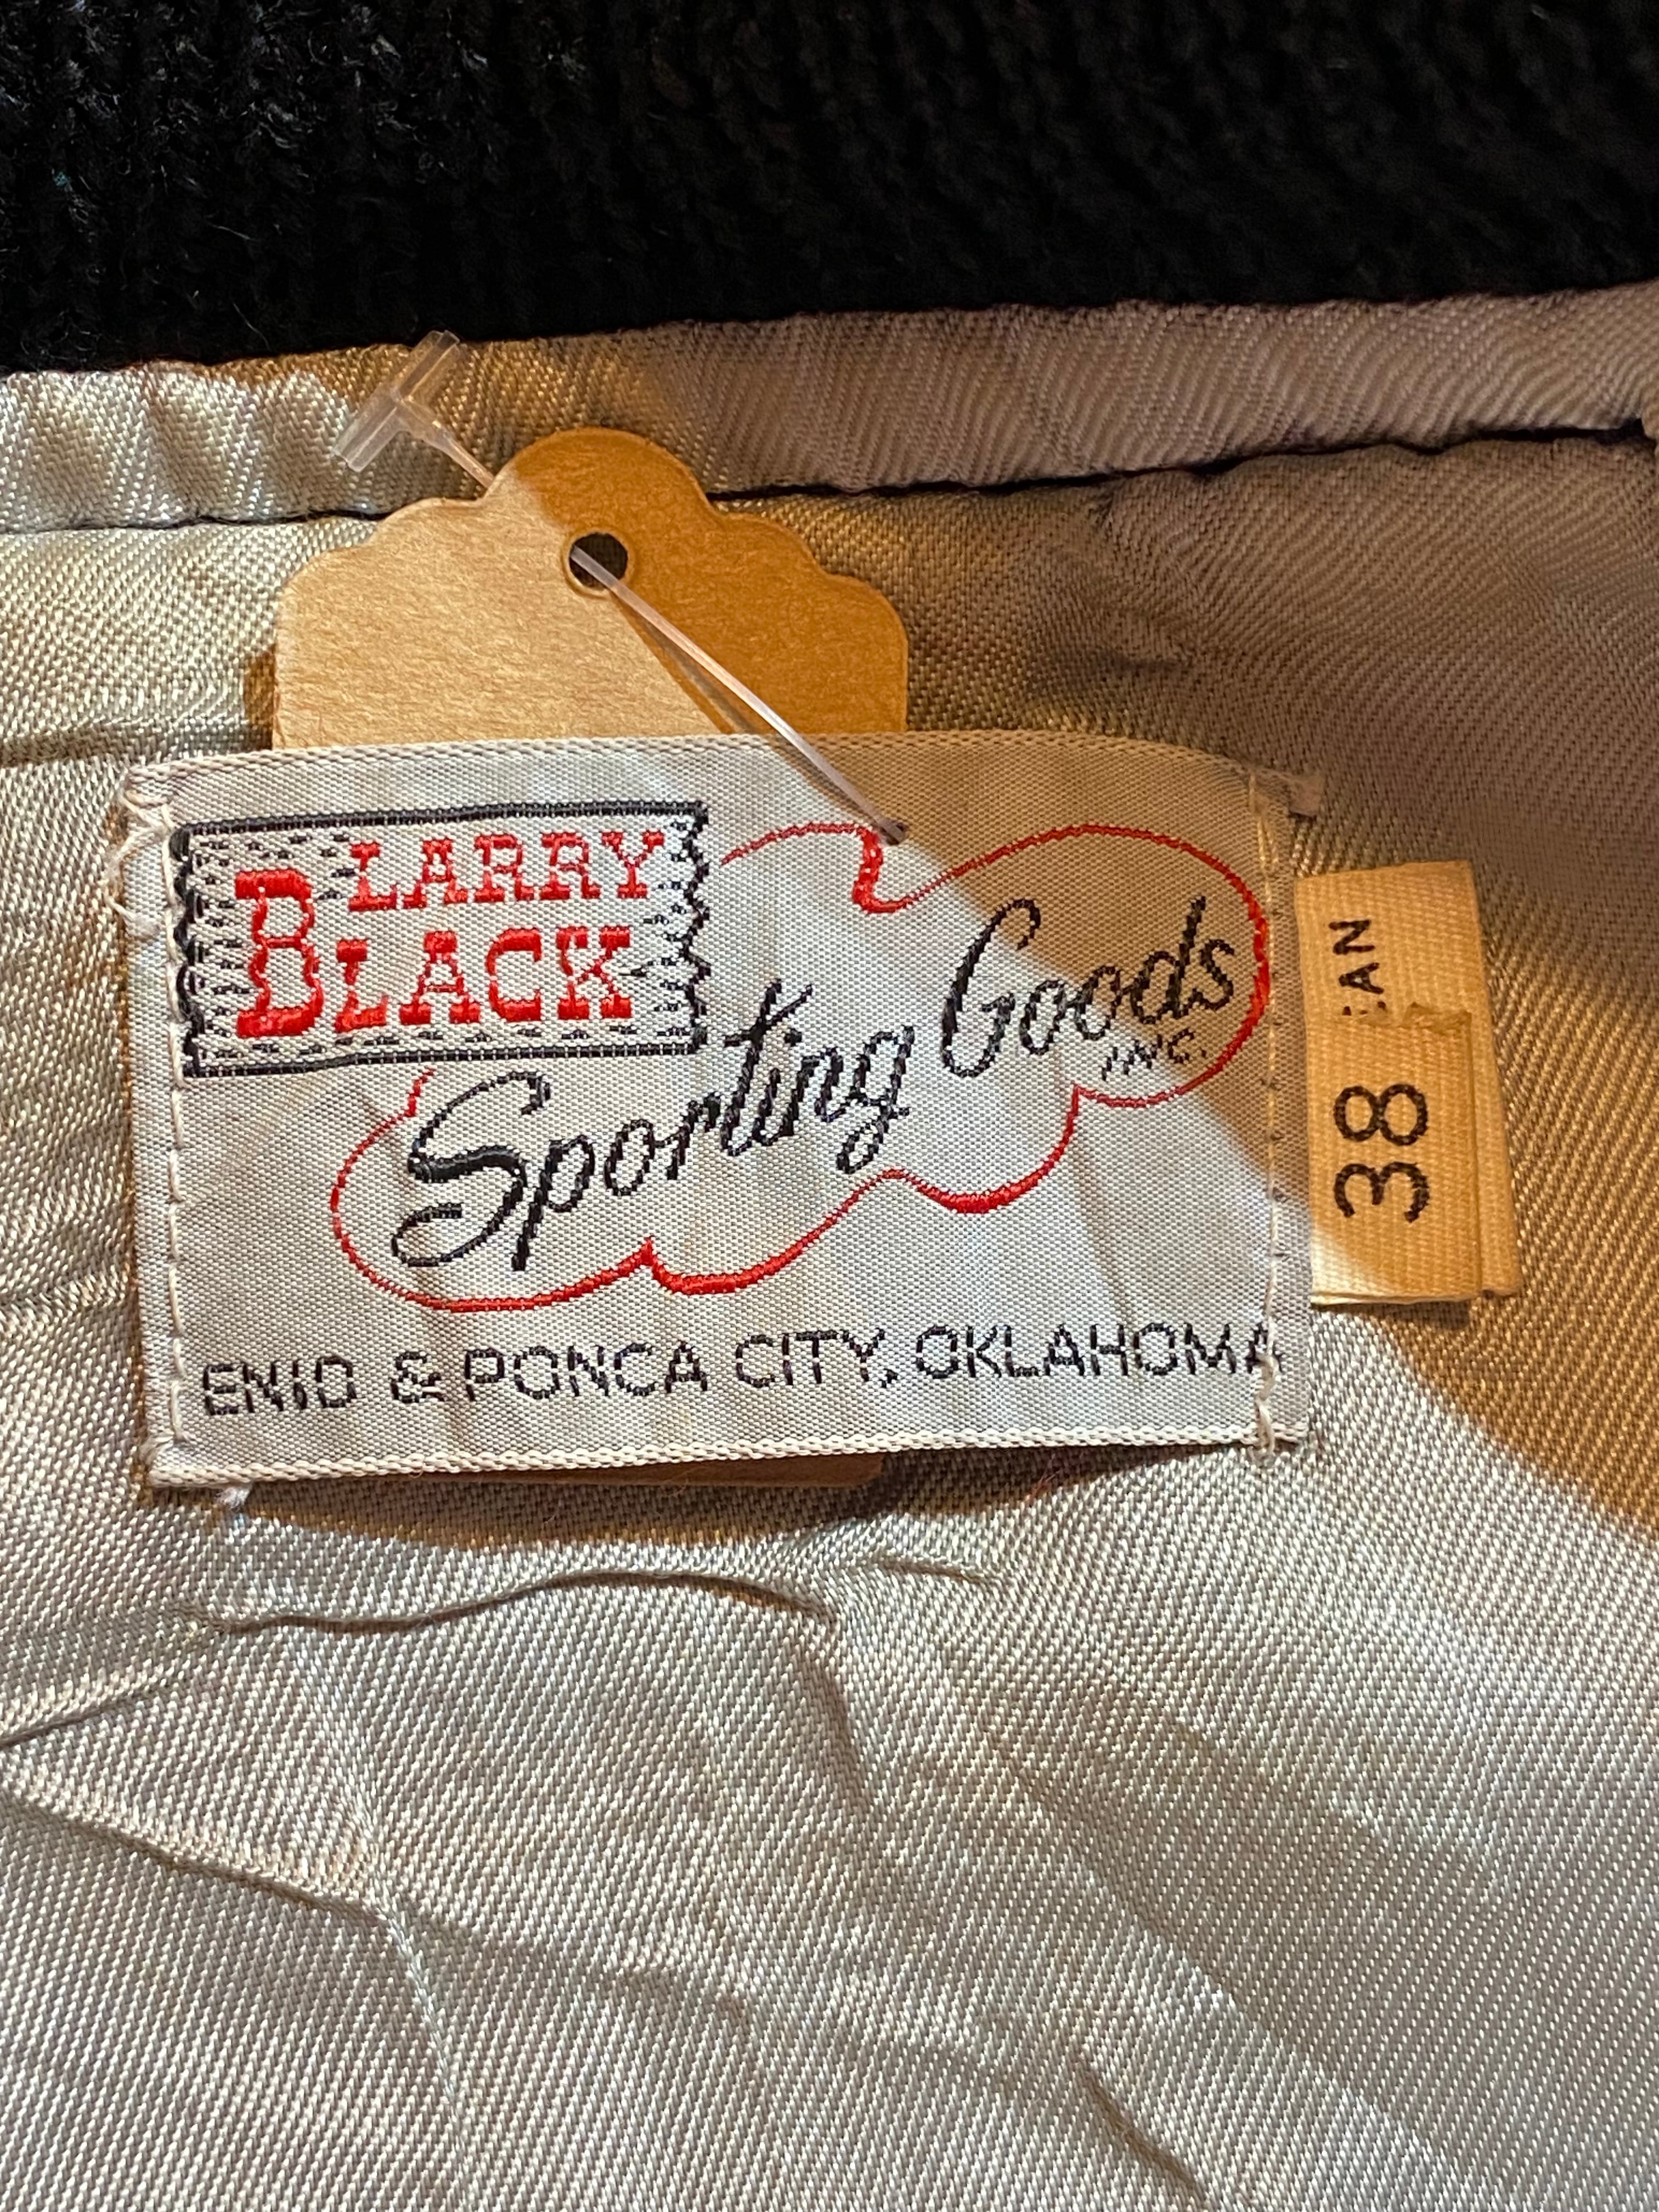 LARRY
BLACK
Sporting Goods
INC.
ENID & PONCA CITY, OKLAHOMA
38